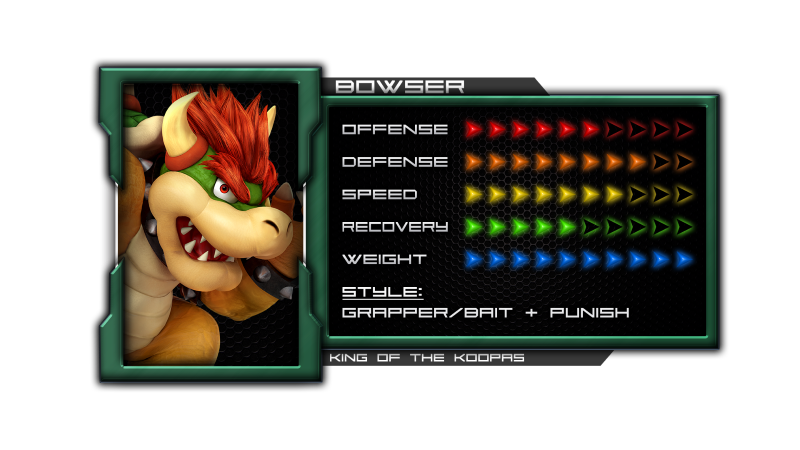 BOWSER
OFFENSE
DEFENSE
SPEED
RECOVERY
WEIGHT
STYLE:
GRAPPER/BAIT + PUNISH
KING OF THE KOOPAS